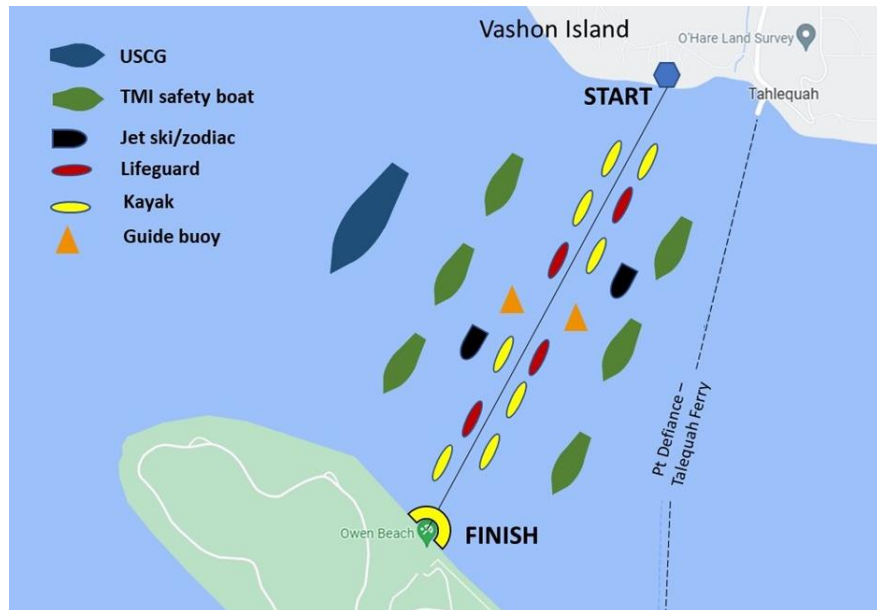 Vashon Island
O'Hare Land Survey
USCG
TMI safety boat
START
Tahlequah
Jet ski/zodiac
Lifeguard
Kayak
Guide buoy
Pt Defiance –
Talequah Ferry
Owen Beach
FINISH